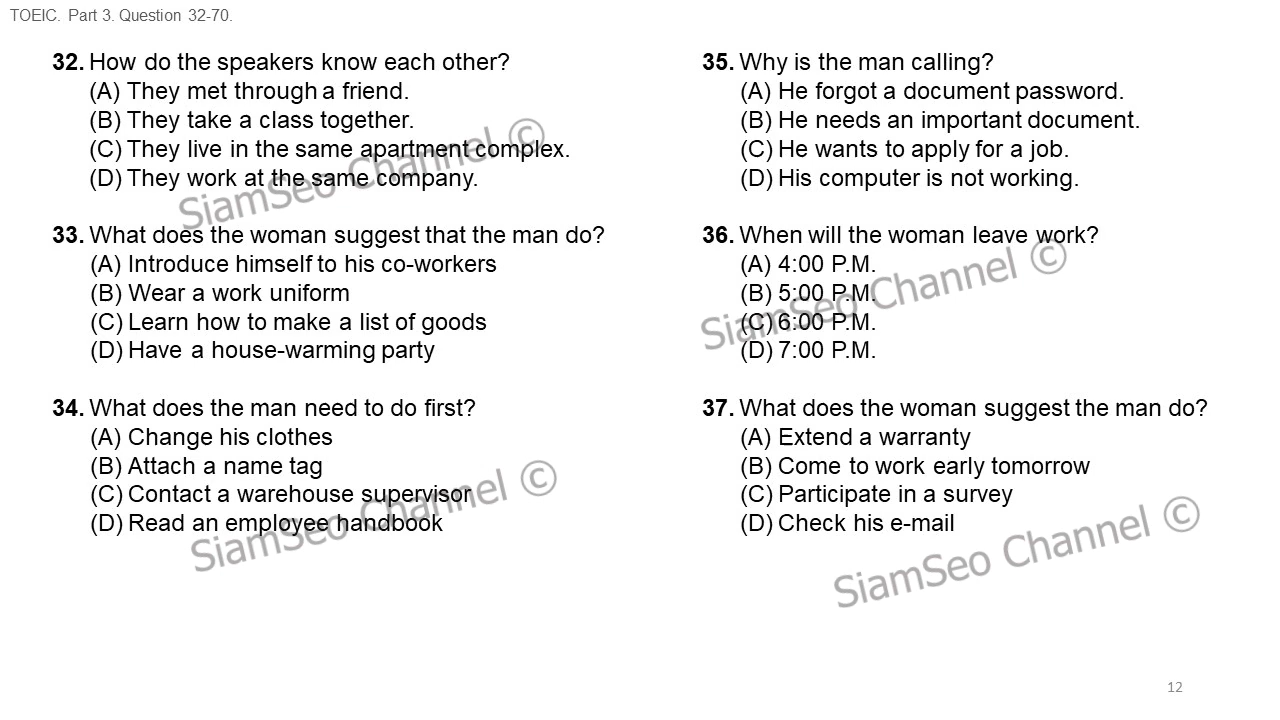 TOEIC. Part 3. Question 32-70.
32. How do the speakers know each other?
(A) They met through a friend.
(B) They take a class together.
(C) They live in the same apartment complex.
(D) They work at the same company.
33. What does the woman suggest that the man do?
(A) Introduce himself to his co-workers
(B) Wear a work uniform
(C) Learn how to make a list of goods
(D) Have a house-warming party
34. What does the man need to do first?
(A) Change his clothes
(B) Attach a name tag
(C) Contact a warehouse supervisor
(D) Read an employee handbook
35. Why is the man calling?
(A) He forgot a document password.
(B) He needs an important document.
(C) He wants to apply for a job.
(D) His computer is not working.
36. When will the woman leave work?
(A) 4:00 P.M.
(B) 5:00 P.M.
(C) 6:00 P.M.
(D) 7:00 P.M.
37. What does the woman suggest the man do?
(A) Extend a warranty
(B) Come to work early tomorrow
(C) Participate in a survey
(D) Check his e-mail
SiamSeo Channel ©
SiamSeo Channel ©
SiamSeo Channel ©
SiamSeo Channel ©
12